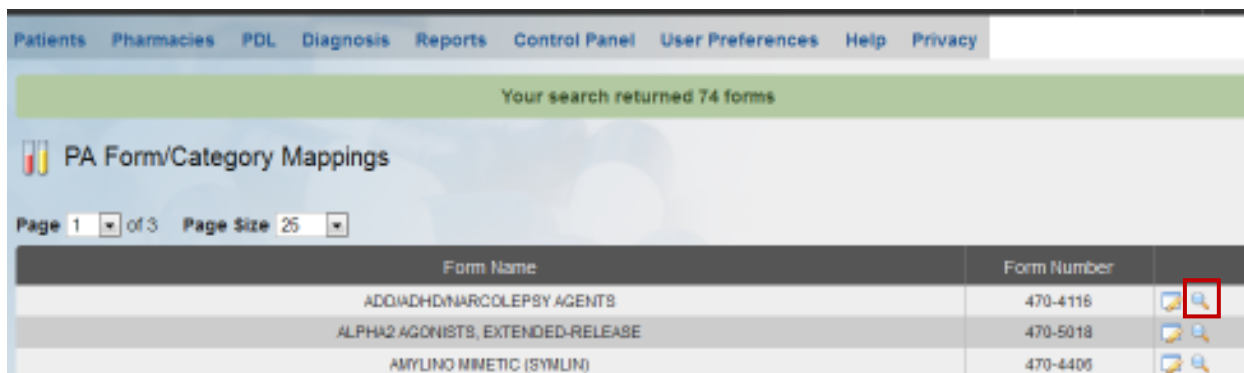 Patients Pharmacies PDL Diagnosis Reports Control Panel User Preferences Help Privacy
Your search returned 74 forms
PA Form/Category Mappings
Page 1 of 3 Page Size 25
Form Name Form Number
ADD/ADHD/NARCOLEPSY AGENTS 470-4116
ALPHA2 AGONISTS, EXTENDED-RELEASE 470-5018
AMYLINO MIMETIC (SYMLIN) 470-4406